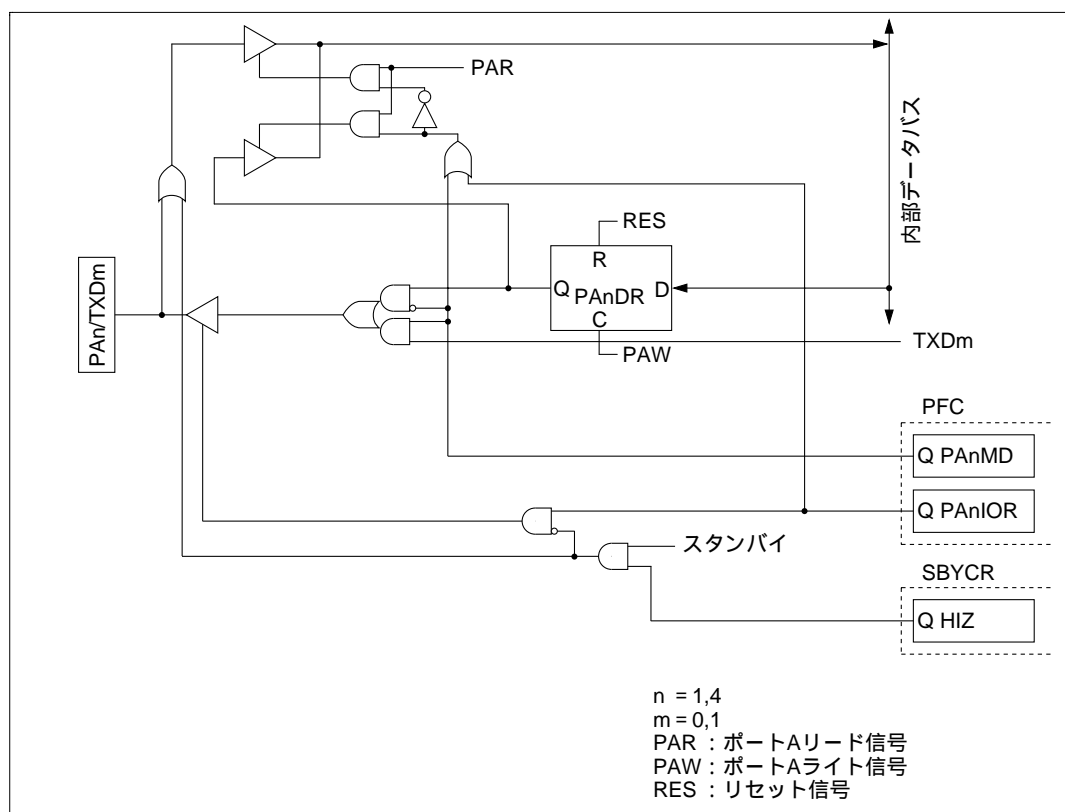 PAR
内部データバス
RES
R
Q PAnDR D
C
PAW
PAn/TXDm
TXDm
PFC
Q PAnMD
Q PAnIOR
スタンバイ
SBYCR
Q HIZ
n = 1,4
m = 0,1
PAR : ポートAリード信号
PAW : ポートAライト信号
RES : リセット信号